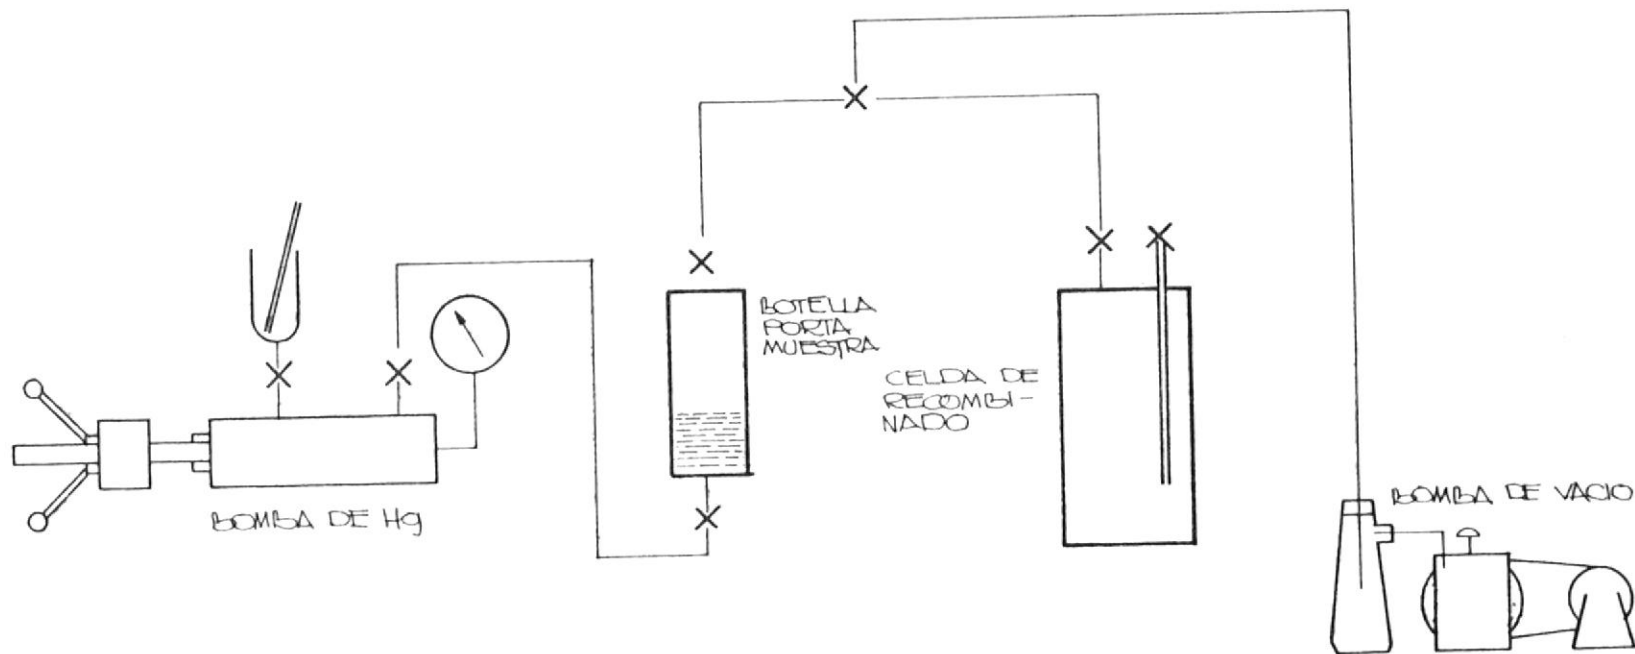 BOTELLA
PORTA
MUESTRA
CELDA DE
RECOMBI-
NADO
BOMBA DE VACIO
BOMBA DE Hg